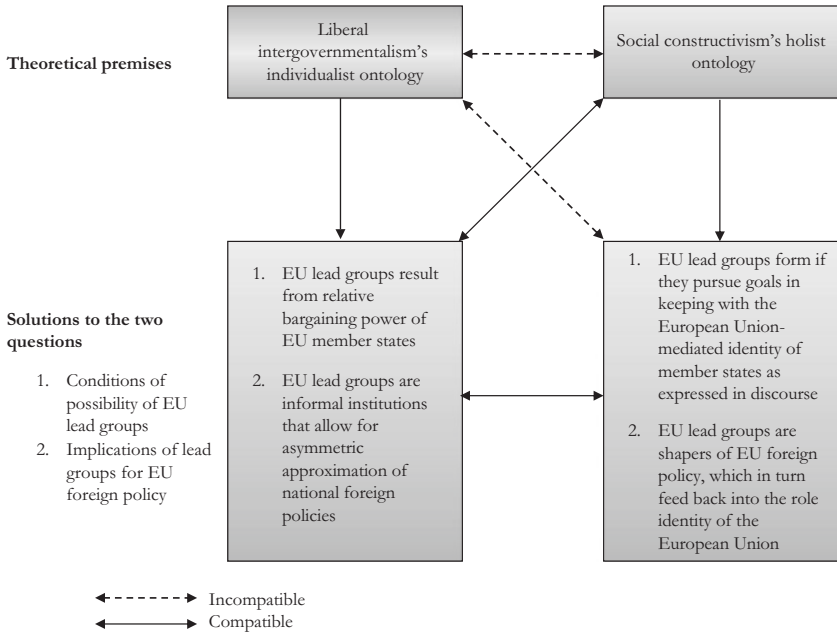 Theoretical premises
Liberal
intergovernmentalism's
individualist ontology
Social constructivism's holist
ontology
Solutions to the two
questions
1. Conditions of
possibility of EU
lead groups
2. Implications of lead
groups for EU
foreign policy
1. EU lead groups result
from relative
bargaining power of
EU member states
2. EU lead groups are
informal institutions
that allow for
asymmetric
approximation of
national foreign
policies
1. EU lead groups form if
they pursue goals in
keeping with the
European Union-
mediated identity of
member states as
expressed in discourse
2. EU lead groups are
shapers of EU foreign
policy, which in turn
feed back into the role
identity of the
European Union
Incompatible
Compatible